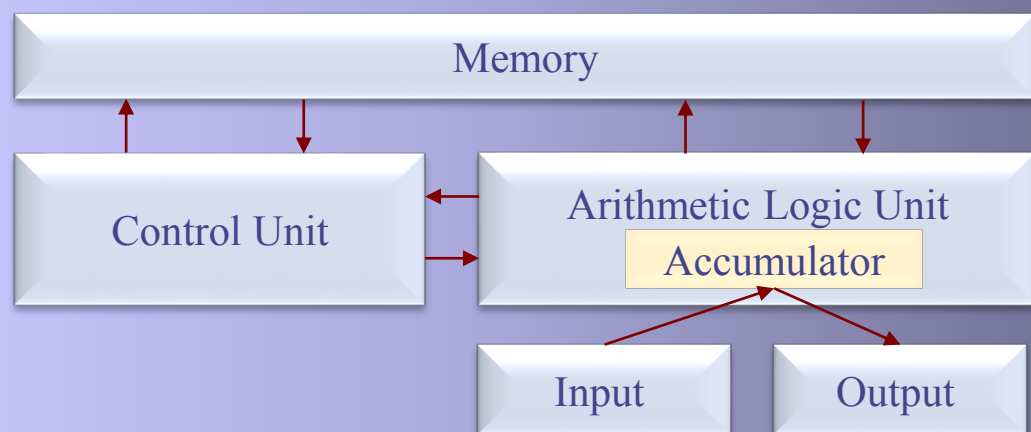 Memory
Control Unit
Arithmetic Logic Unit
Accumulator
Input
Output